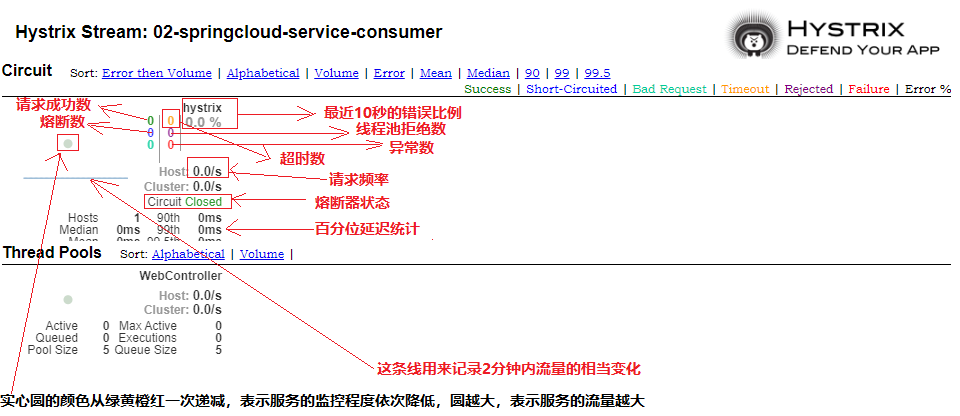 Hystrix Stream: 02-springcloud-service-consumer
HYSTRIX
DEFEND YOUR APP
Circuit Sort: Error then Volume | Alphabetical | Volume | Error | Mean | Median | 90 | 99 | 99.5
Success | Short-Circuited | Bad Request | Timeout | Rejected | Failure | Error %
请求成功数
熔断数
hystrix
0 0 0.0 %
0 0
0 0
最近10秒的错误比例
线程池拒绝数
异常数
超时数
Host: 0.0/s
请求频率
Cluster: 0.0/s
Circuit Closed
熔断器状态
Hosts 1 90th 0ms
Median 0ms 99th 0ms
百分位延迟统计
Mean 0ms 99.5th 0ms
Thread Pools Sort: Alphabetical | Volume |
WebController
Host: 0.0/s
Cluster: 0.0/s
Active 0 Max Active 0
Queued 0 Executions 0
Pool Size 5 Queue Size 5
这条线用来记录2分钟内流量的相当变化
实心圆的颜色从绿黄橙红一次递减，表示服务的监控程度依次降低，圆越大，表示服务的流量越大